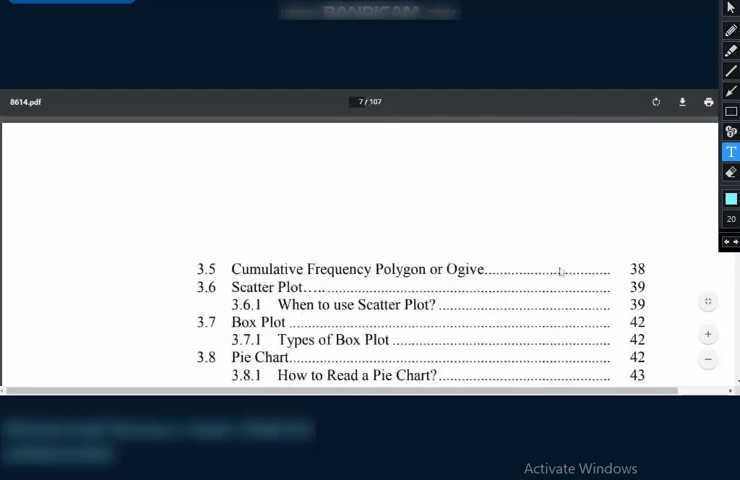 BANDICAM
8614.pdf
7 / 107
3.5 Cumulative Frequency Polygon or Ogive.................................. 38
3.6 Scatter Plot….................................................................. 39
3.6.1 When to use Scatter Plot? ............................................ 39
3.7 Box Plot ......................................................................... 42
3.7.1 Types of Box Plot ....................................................... 42
3.8 Pie Chart......................................................................... 42
3.8.1 How to Read a Pie Chart?............................................ 43
T
20
Activate Windows